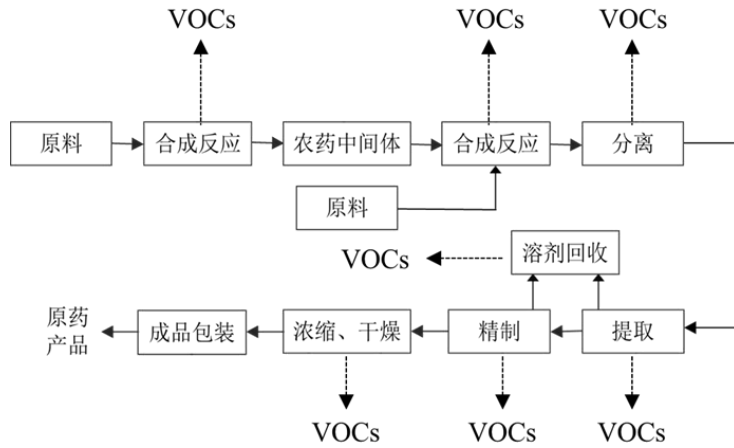 VOCs
VOCs
VOCs
原料
合成反应
农药中间体
合成反应
分离
原料
溶剂回收
VOCs
原药
产品
成品包装
浓缩、干燥
精制
提取
VOCs
VOCs
VOCs